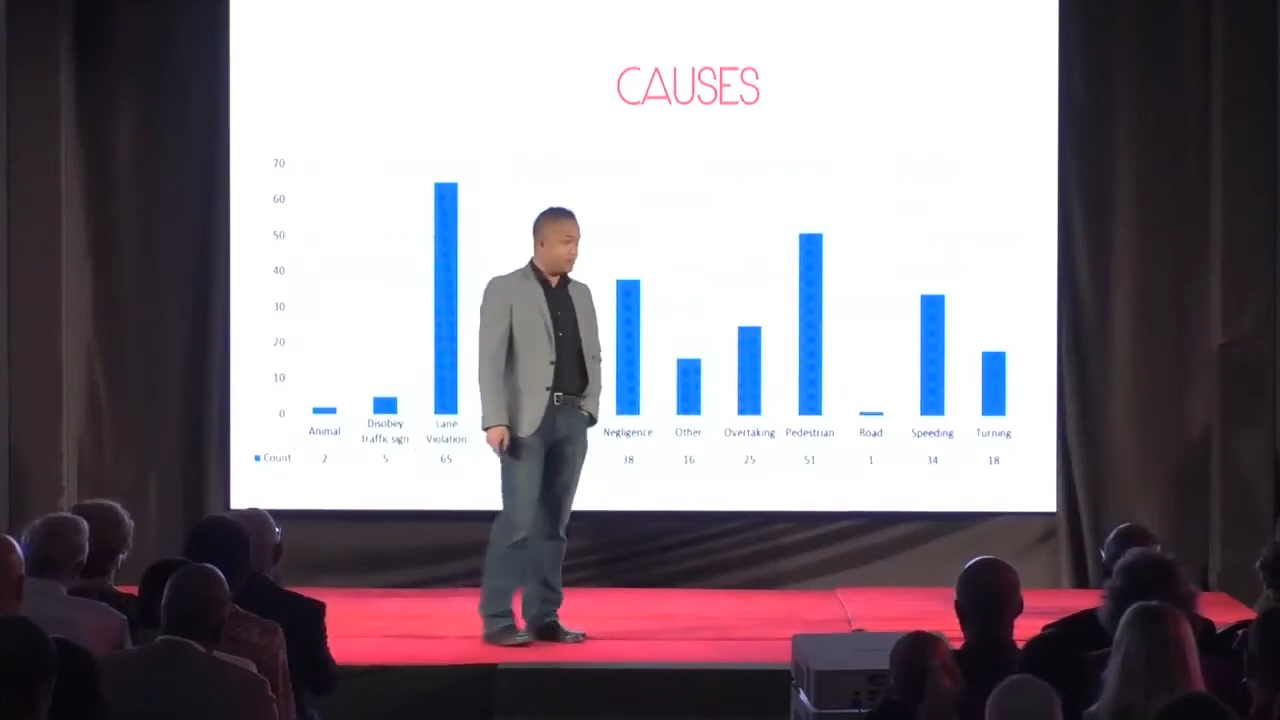 CAUSES
70
60
50
40
30
20
10
0
Animal
Disobey
traffic sign
Lane
Violation
Negligence
Other
Overtaking
Pedestrian
Road
Speeding
Turning
Count 2 5 65 38 16 25 51 1 34 18